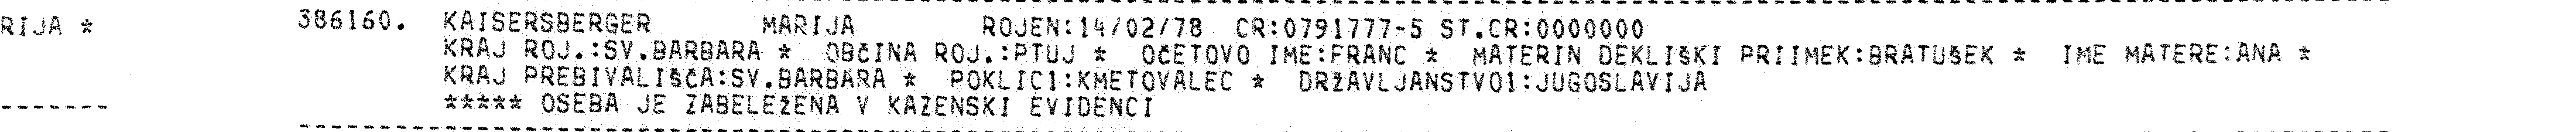 386160. KAISERSBERGER MARIJA ROJEN:14/02/78 CR:0791777-5 ST.CR:0000000
RIJA *
KRAJ ROJ.:SV.BARBARA * OBČINA ROJ.:PTUJ * OČETOVO IME:FRANC * MATERIN DEKLIŠKI PRIIMEK:BRATUŠEK * IME MATERE:ANA *
KRAJ PREBIVALIŠČA:SV.BARBARA * POKLIC1:KMETOVALEC * DRŽAVLJANSTVO1:JUGOSLAVIJA
***** OSEBA JE ZABELEŽENA V KAZENSKI EVIDENCI